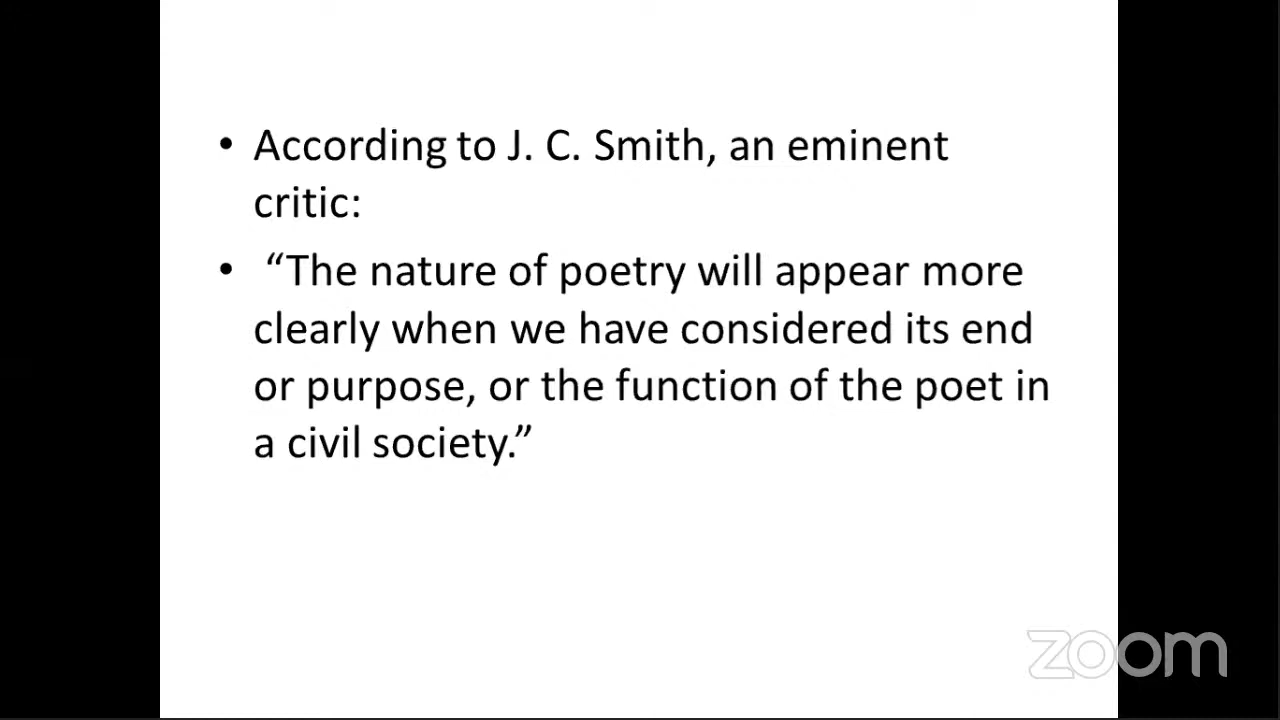 • According to J. C. Smith, an eminent
critic:
• “The nature of poetry will appear more
clearly when we have considered its end
or purpose, or the function of the poet in
a civil society.”
zoom